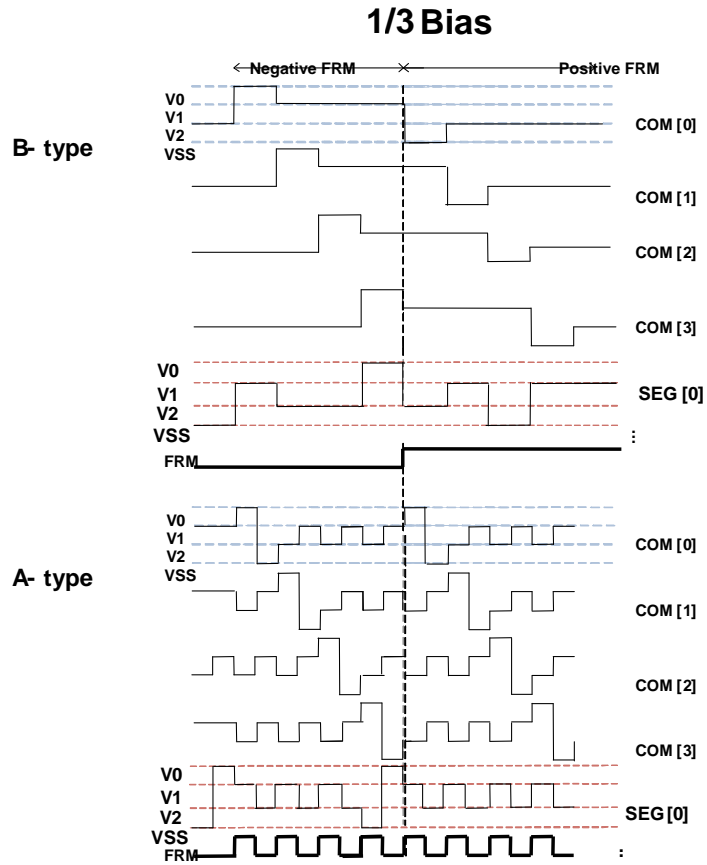 1/3 Bias
Negative FRM
Positive FRM
V0
V1
V2
VSS
COM [0]
B- type
COM [1]
COM [2]
COM [3]
V0
V1
V2
VSS
SEG [0]
...
FRM
V0
V1
V2
VSS
COM [0]
A- type
COM [1]
COM [2]
COM [3]
V0
V1
V2
VSS
SEG [0]
FRM
...